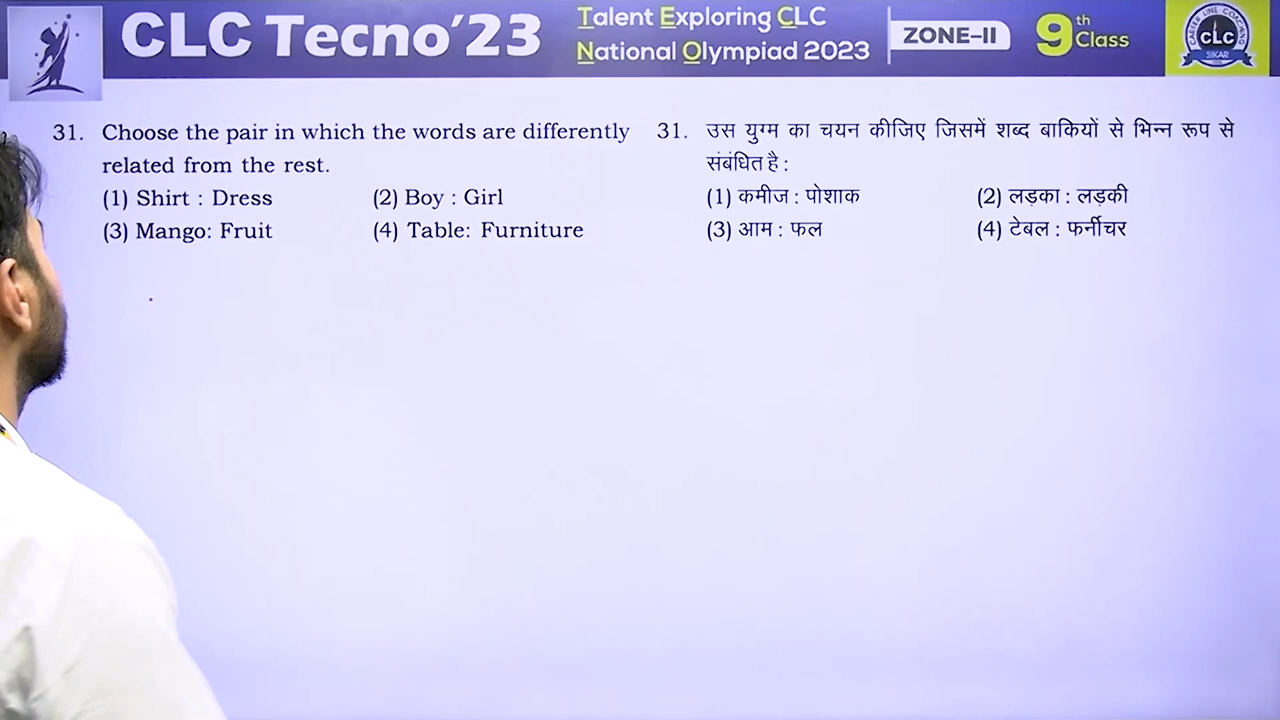 CLC Tecno'23
Talent Exploring CLC
National Olympiad 2023
ZONE–II
9th Class
CAREER LINE COACHING
CLC
SIKAR
31. Choose the pair in which the words are differently
related from the rest.
(1) Shirt : Dress (2) Boy : Girl
(3) Mango: Fruit (4) Table: Furniture
31. उस युग्म का चयन कीजिए जिसमें शब्द बाकियों से भिन्न रूप से
संबंधित है :
(1) कमीज : पोशाक (2) लड़का : लड़की
(3) आम : फल (4) टेबल : फर्नीचर